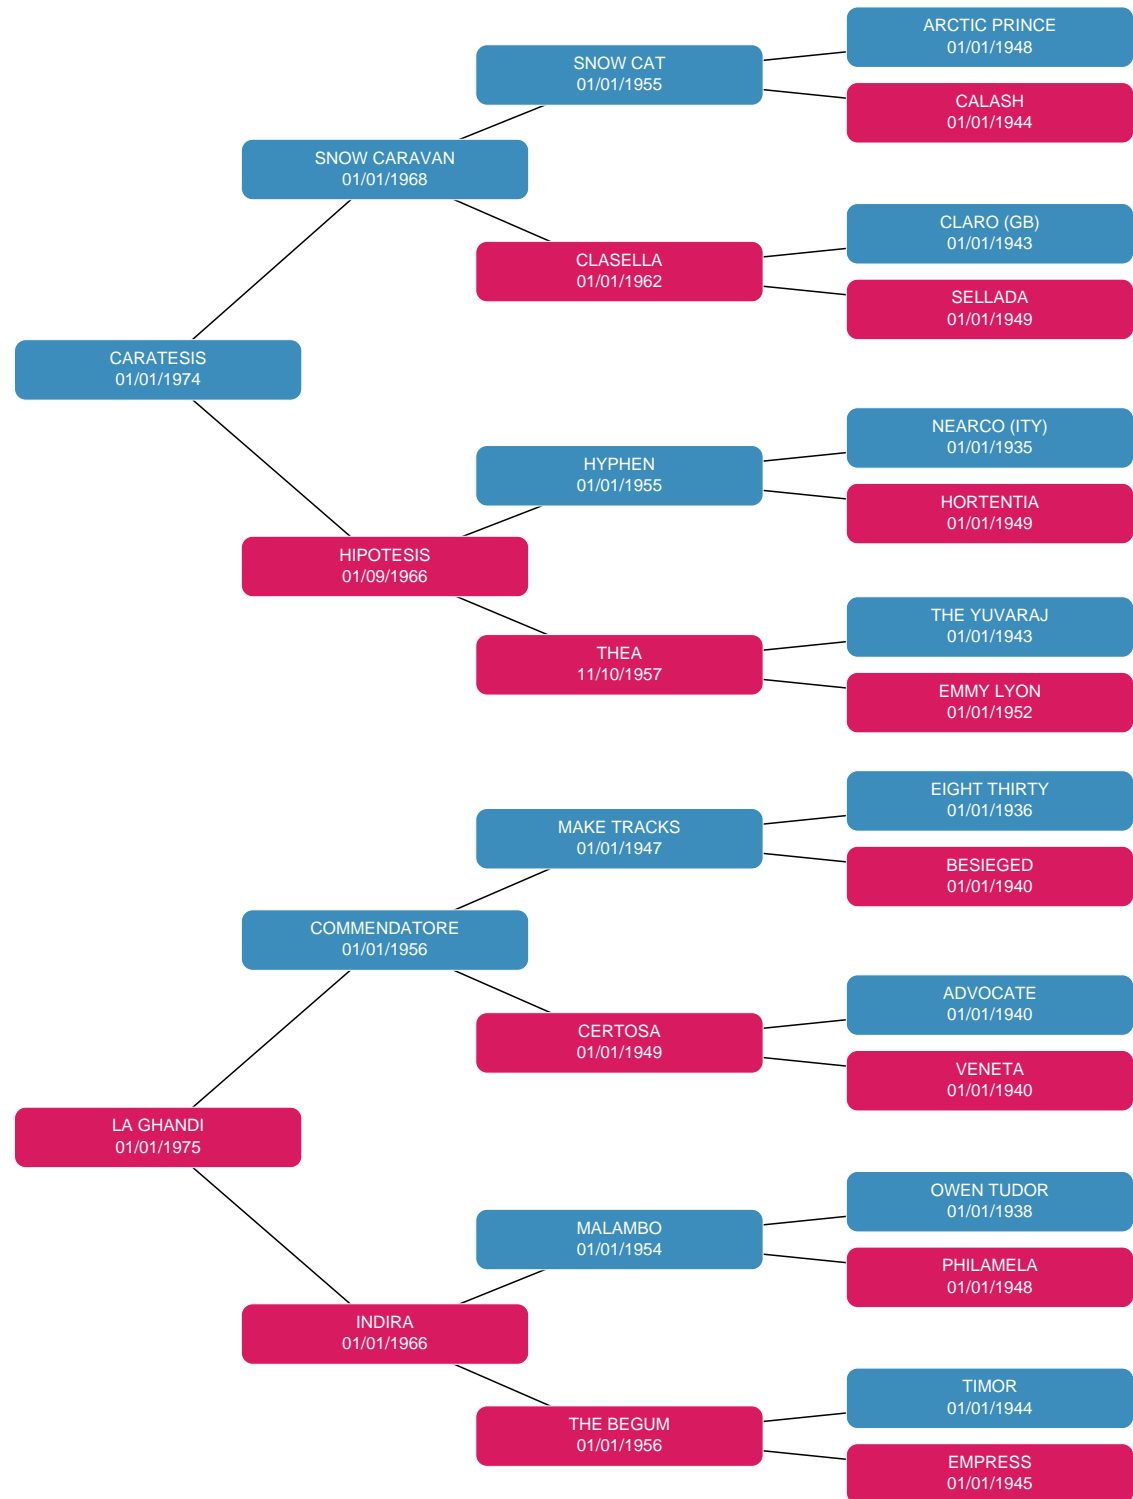 ARCTIC PRINCE
01/01/1948
SNOW CAT
01/01/1955
CALASH
01/01/1944
SNOW CARAVAN
01/01/1968
CLARO (GB)
01/01/1943
CLASELLA
01/01/1962
SELLADA
01/01/1949
CARATESIS
01/01/1974
NEARCO (ITY)
01/01/1935
HYPHEN
01/01/1955
HORTENTIA
01/01/1949
HIPOTESIS
01/09/1966
THE YUVARAJ
01/01/1943
THEA
11/10/1957
EMMY LYON
01/01/1952
EIGHT THIRTY
01/01/1936
MAKE TRACKS
01/01/1947
BESIEGED
01/01/1940
COMMENDATORE
01/01/1956
ADVOCATE
01/01/1940
CERTOSA
01/01/1949
VENETA
01/01/1940
LA GHANDI
01/01/1975
OWEN TUDOR
01/01/1938
MALAMBO
01/01/1954
PHILAMELA
01/01/1948
INDIRA
01/01/1966
TIMOR
01/01/1944
THE BEGUM
01/01/1956
EMPRESS
01/01/1945